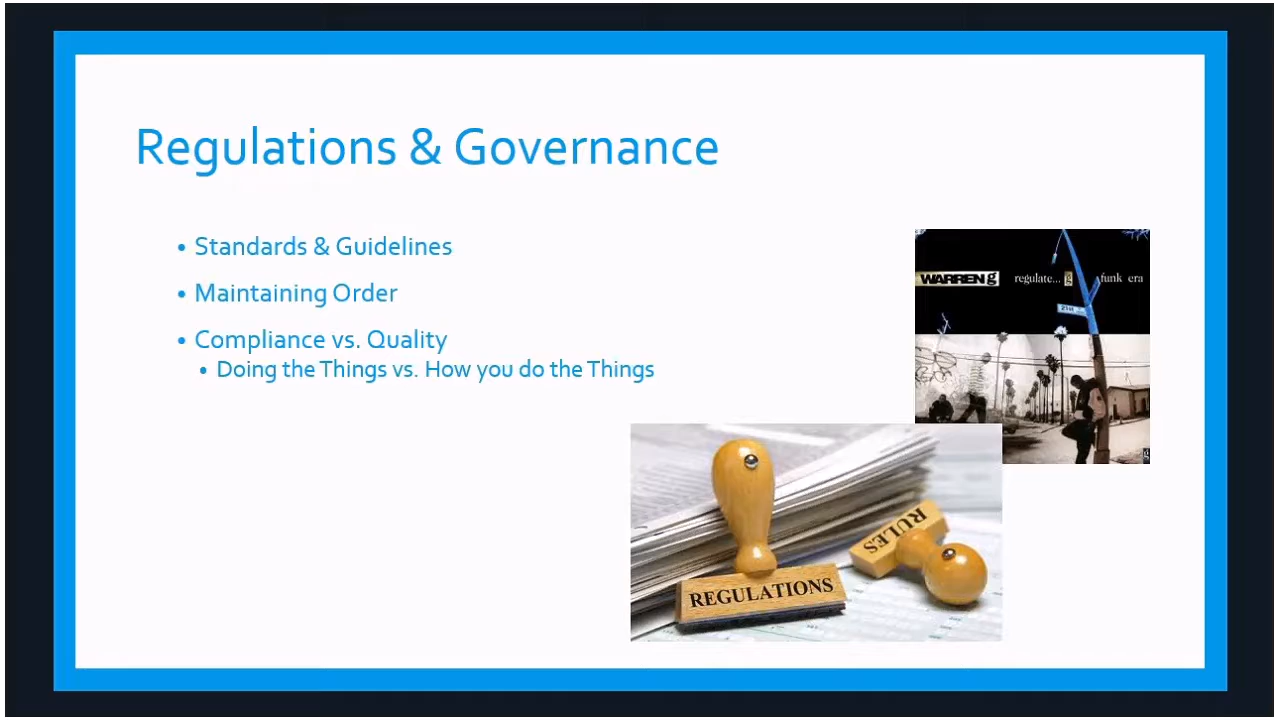 Regulations & Governance
• Standards & Guidelines
• Maintaining Order
• Compliance vs. Quality
• Doing the Things vs. How you do the Things
WARREN g
regulate... g
funk era
21st
REGULATIONS
RULES